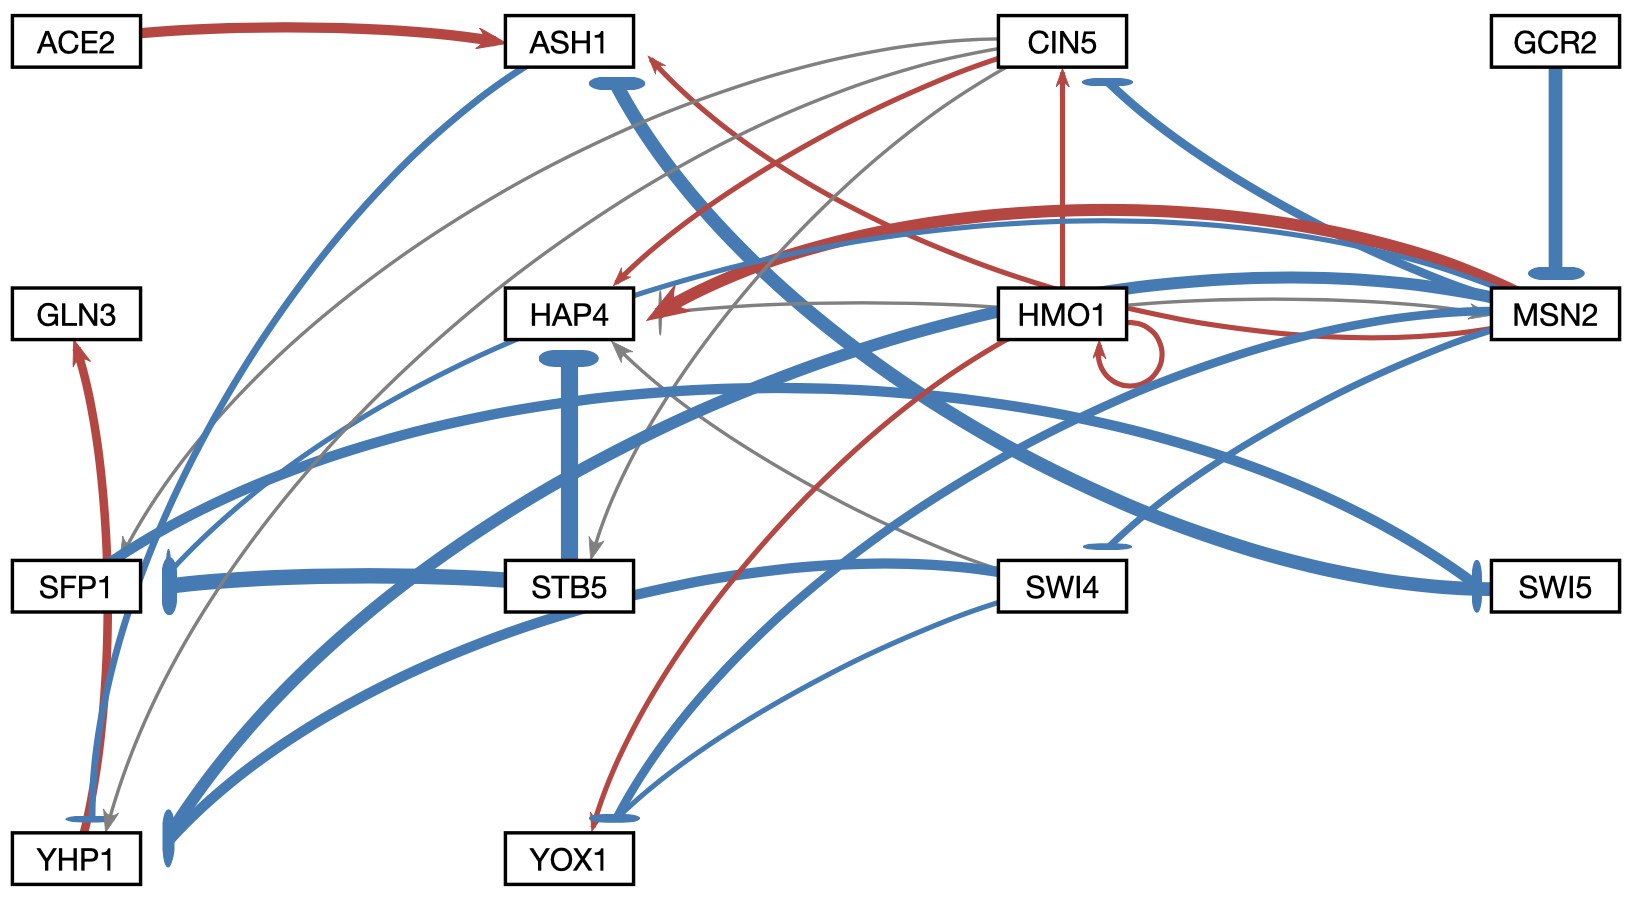 ACE2
ASH1
CIN5
GCR2
GLN3
HAP4
HMO1
MSN2
SFP1
STB5
SWI4
SWI5
YHP1
YOX1